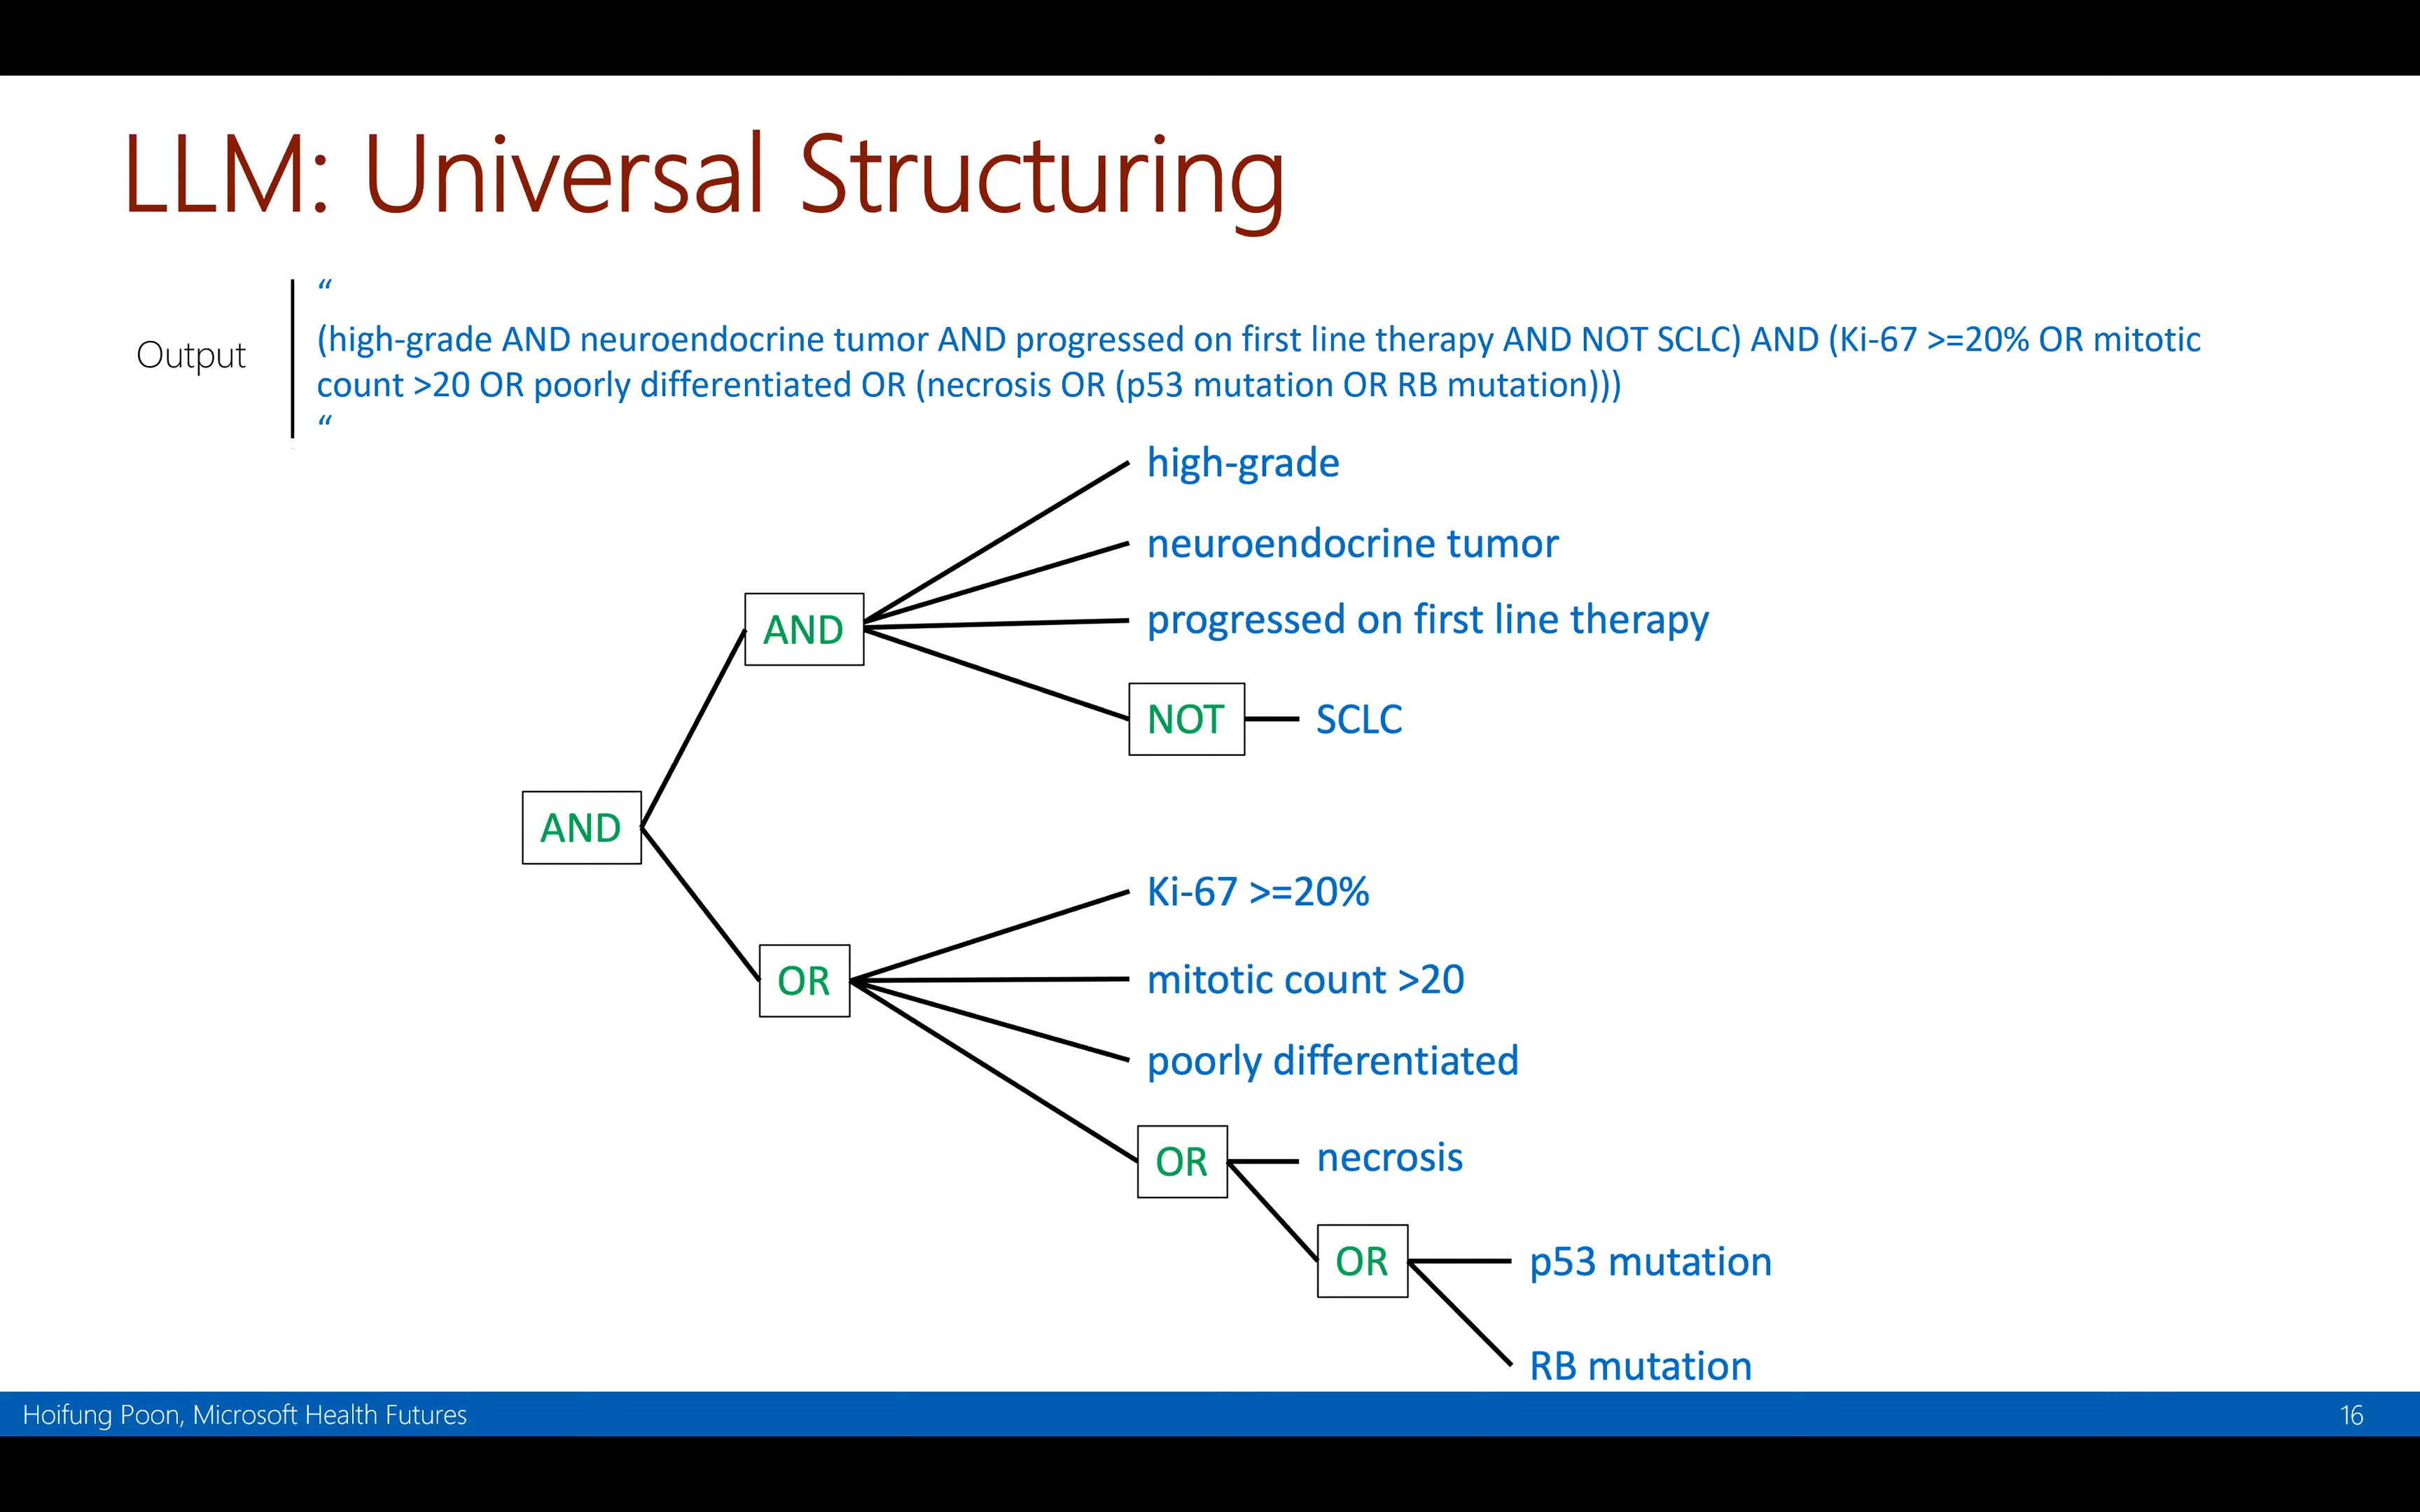 LLM: Universal Structuring
Output
“
(high-grade AND neuroendocrine tumor AND progressed on first line therapy AND NOT SCLC) AND (Ki-67 >=20% OR mitotic
count >20 OR poorly differentiated OR (necrosis OR (p53 mutation OR RB mutation)))
“
high-grade
neuroendocrine tumor
AND
progressed on first line therapy
NOT
SCLC
AND
Ki-67 >=20%
OR
mitotic count >20
poorly differentiated
OR
necrosis
OR
p53 mutation
RB mutation
Hoifung Poon, Microsoft Health Futures
16